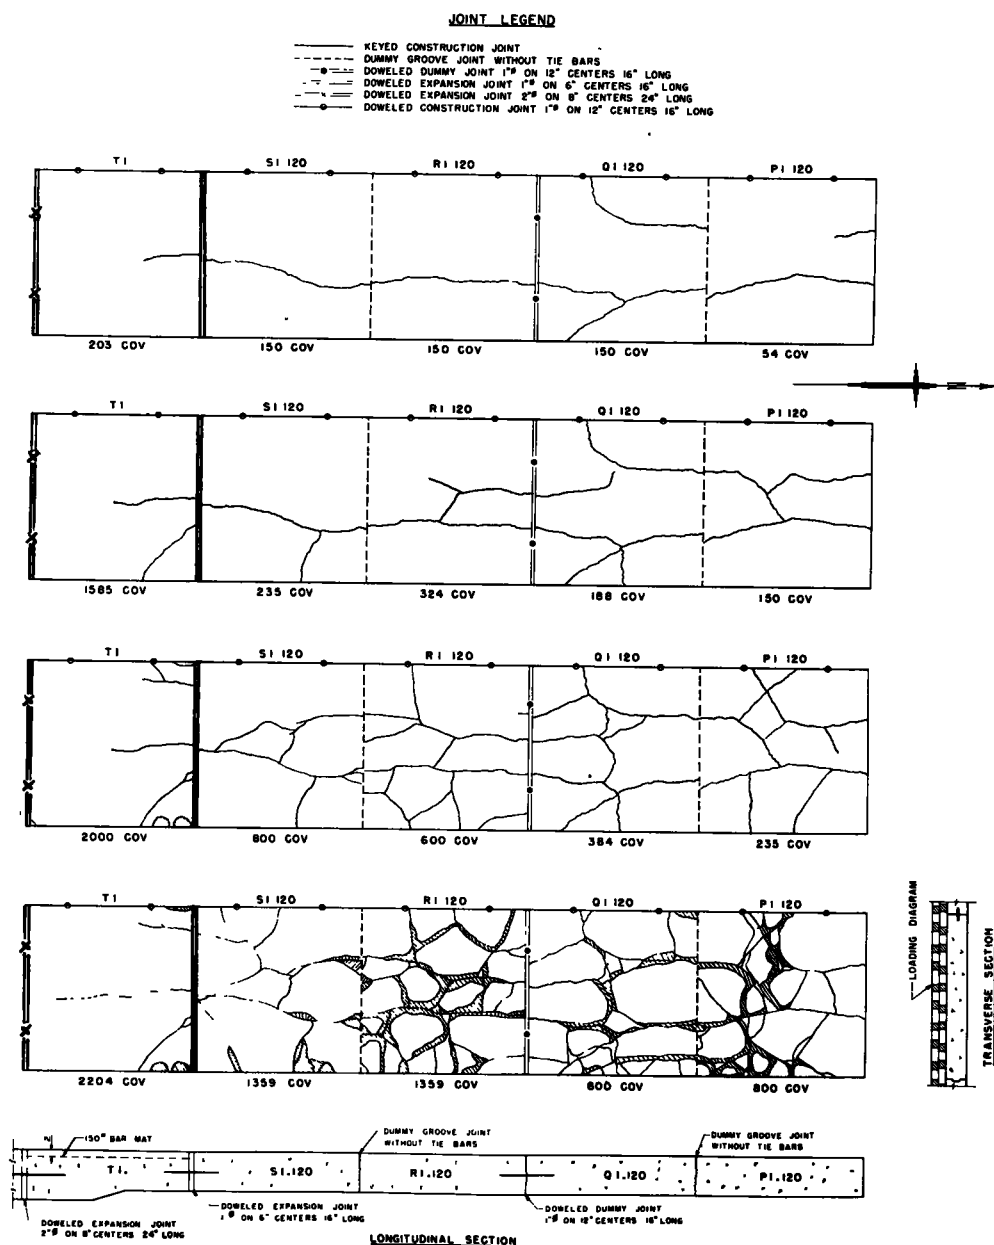 JOINT LEGEND
KEYED CONSTRUCTION JOINT
DUMMY GROOVE JOINT WITHOUT TIE BARS
DOWELED DUMMY JOINT 1"ø ON 12" CENTERS 16" LONG
DOWELED EXPANSION JOINT 1"ø ON 6" CENTERS 16" LONG
DOWELED EXPANSION JOINT 2"ø ON 8" CENTERS 24" LONG
DOWELED CONSTRUCTION JOINT 1"ø ON 12" CENTERS 16" LONG
T1 S1 120 R1 120 Q1 120 P1 120
203 COV 150 COV 150 COV 150 COV 54 COV
N
T1 S1 120 R1 120 Q1 120 P1 120
1585 COV 235 COV 324 COV 188 COV 150 COV
T1 S1 120 R1 120 Q1 120 P1 120
2000 COV 800 COV 600 COV 384 COV 235 COV
T1 S1 120 R1 120 Q1 120 P1 120
2204 COV 1359 COV 1359 COV 800 COV
LOADING DIAGRAM
TRANSVERSE SECTION
150# BAR MAT
DUMMY GROOVE JOINT
WITHOUT TIE BARS
DUMMY GROOVE JOINT
WITHOUT TIE BARS
T1. S1.120 R1.120 Q1.120 P1.120
DOWELED EXPANSION JOINT
2"ø ON 8" CENTERS 24" LONG
DOWELED EXPANSION JOINT
1"ø ON 6" CENTERS 16" LONG
DOWELED DUMMY JOINT
1"ø ON 12" CENTERS 16" LONG
LONGITUDINAL SECTION